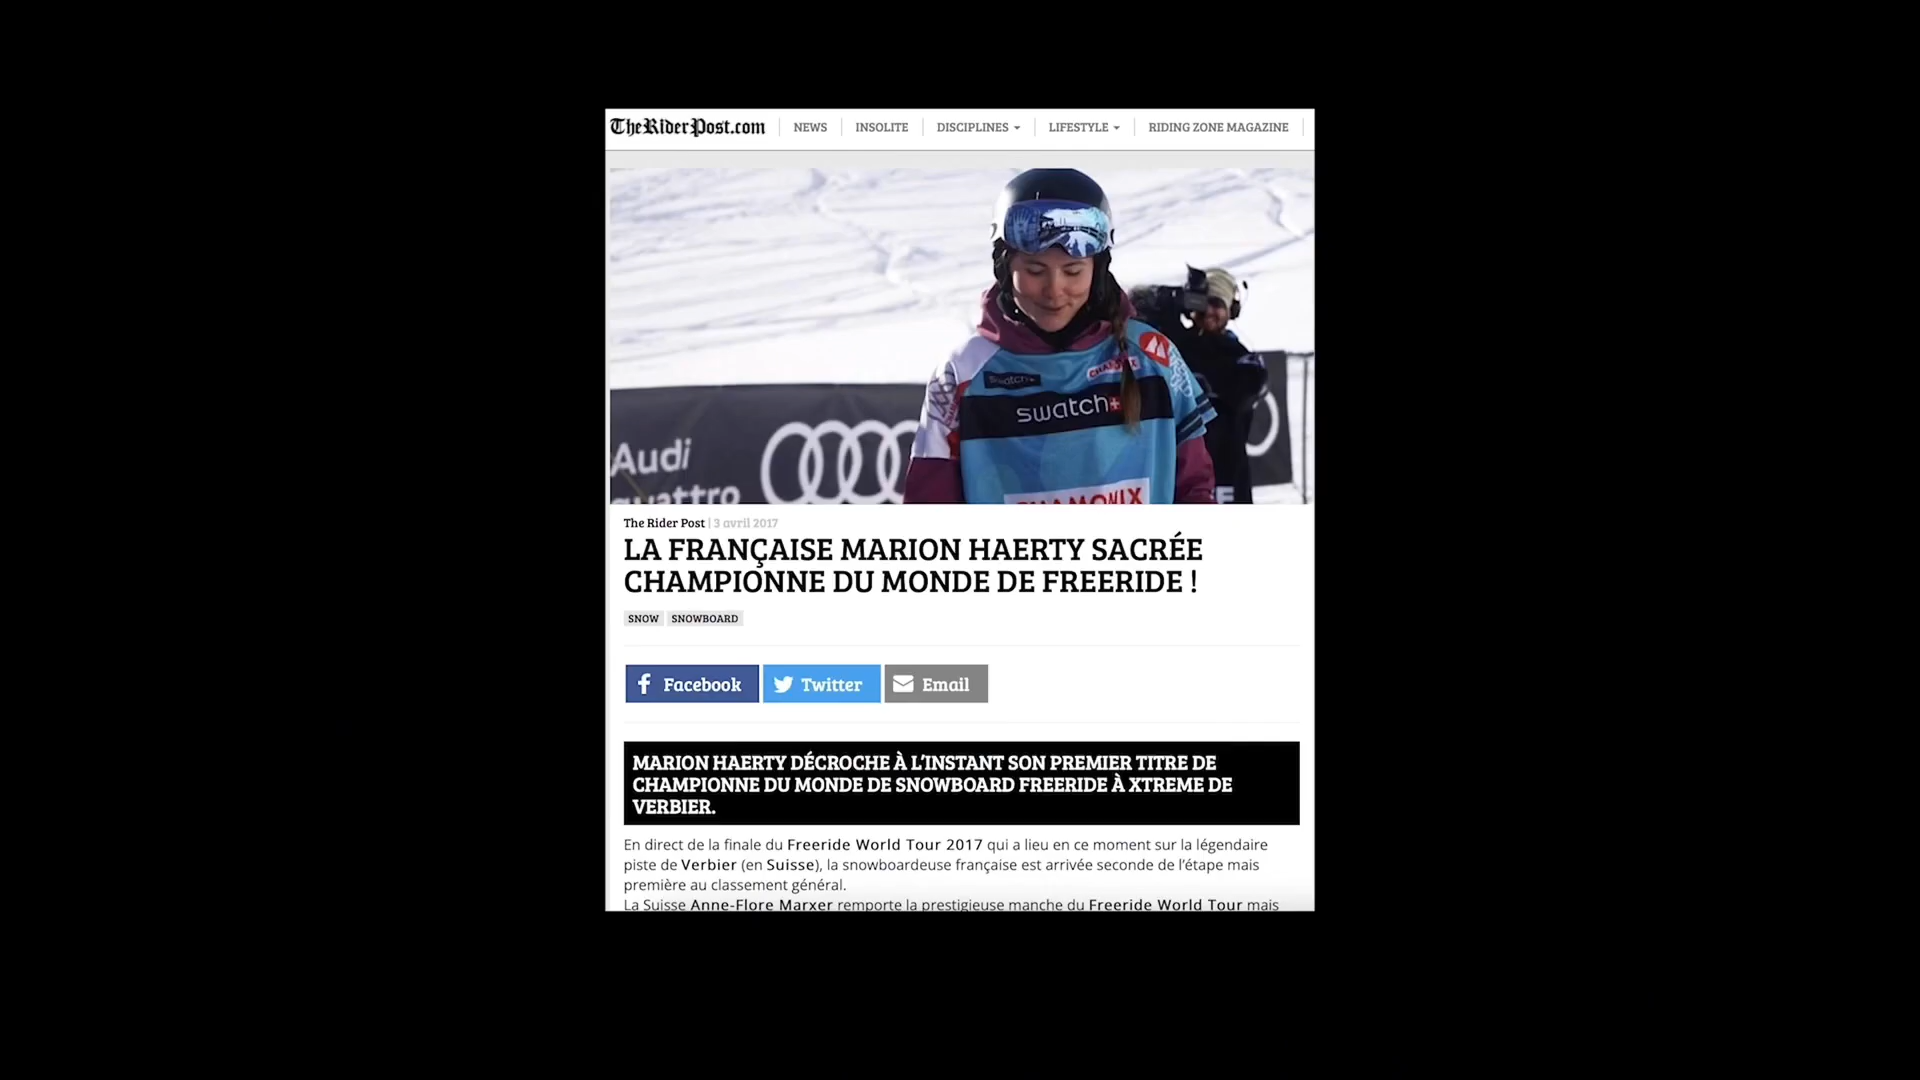 TheRiderPost.com NEWS INSOLITE DISCIPLINES LIFESTYLE RIDING ZONE MAGAZINE
swatch+
CHAMONIX
swatch+
Audi
quattro
CHAMONIX
The Rider Post | 3 avril 2017
LA FRANÇAISE MARION HAERTY SACRÉE
CHAMPIONNE DU MONDE DE FREERIDE !
SNOW SNOWBOARD
Facebook Twitter Email
MARION HAERTY DÉCROCHE À L'INSTANT SON PREMIER TITRE DE
CHAMPIONNE DU MONDE DE SNOWBOARD FREERIDE À XTREME DE
VERBIER.
En direct de la finale du Freeride World Tour 2017 qui a lieu en ce moment sur la légendaire
piste de Verbier (en Suisse), la snowboardeuse française est arrivée seconde de l'étape mais
première au classement général.
La Suisse Anne-Flore Marxer remporte la prestigieuse manche du Freeride World Tour mais